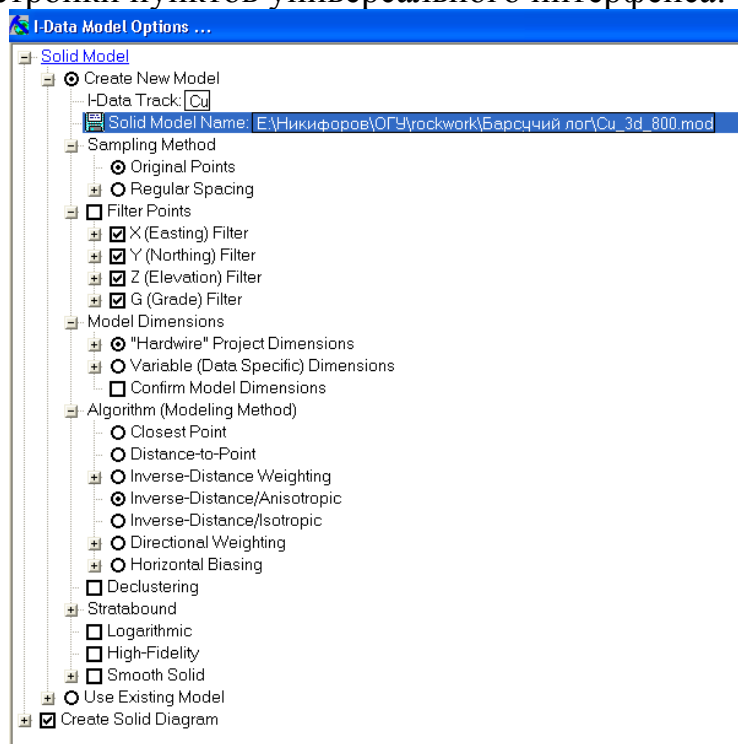 стройки пунктов универсального интерфейса.
I-Data Model Options ...
Solid Model
Create New Model
I-Data Track: Cu
Solid Model Name: E:\Никифоров\ОГУ\rockwork\Барсучий лог\Cu_3d_800.mod
Sampling Method
Original Points
Regular Spacing
Filter Points
X (Easting) Filter
Y (Northing) Filter
Z (Elevation) Filter
G (Grade) Filter
Model Dimensions
"Hardwire" Project Dimensions
Variable (Data Specific) Dimensions
Confirm Model Dimensions
Algorithm (Modeling Method)
Closest Point
Distance-to-Point
Inverse-Distance Weighting
Inverse-Distance/Anisotropic
Inverse-Distance/Isotropic
Directional Weighting
Horizontal Biasing
Declustering
Stratabound
Logarithmic
High-Fidelity
Smooth Solid
Use Existing Model
Create Solid Diagram